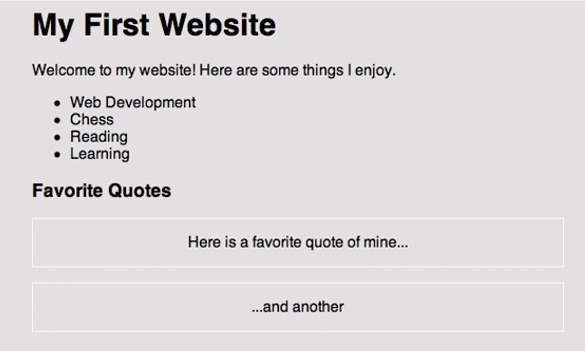 My First Website
Welcome to my website! Here are some things I enjoy.
• Web Development
• Chess
• Reading
• Learning
Favorite Quotes
Here is a favorite quote of mine...
...and another